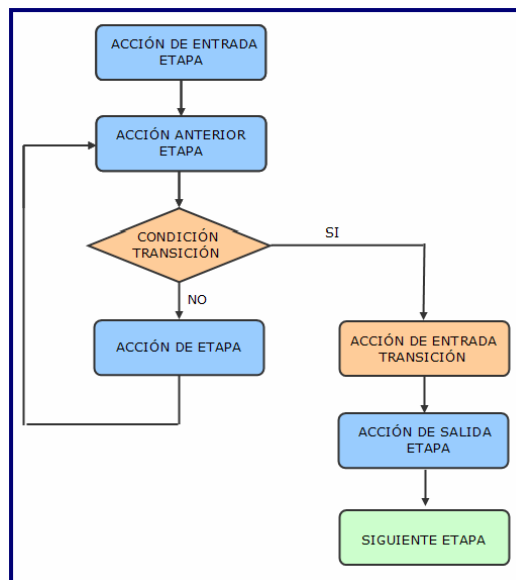 ACCIÓN DE ENTRADA
ETAPA
ACCIÓN ANTERIOR
ETAPA
CONDICIÓN
TRANSICIÓN
SI
NO
ACCIÓN DE ETAPA
ACCIÓN DE ENTRADA
TRANSICIÓN
ACCIÓN DE SALIDA
ETAPA
SIGUIENTE ETAPA